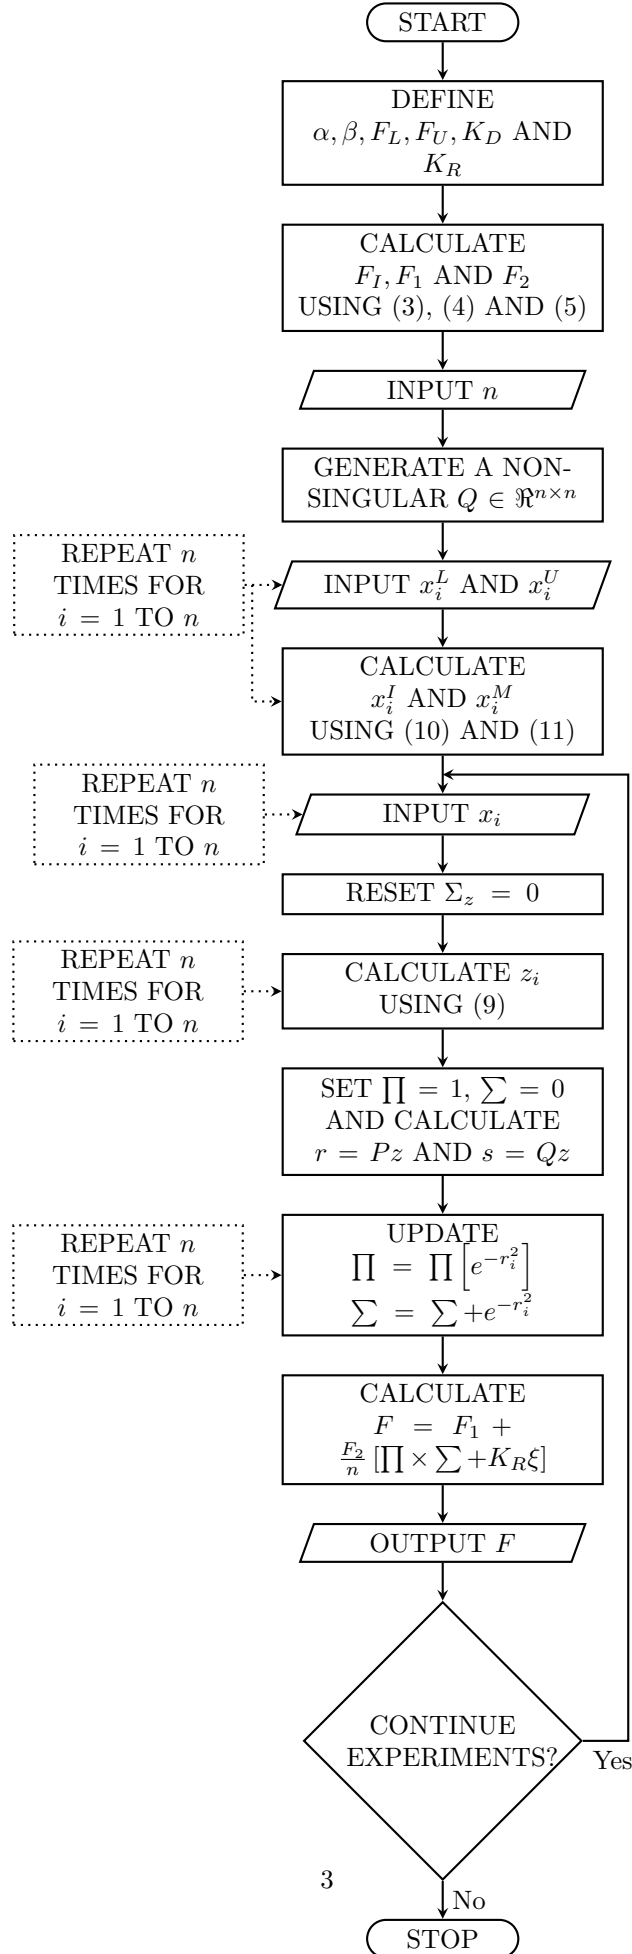 START
DEFINE
α, β, F_L, F_U, K_D AND
K_R
CALCULATE
F_I, F_1 AND F_2
USING (3), (4) AND (5)
INPUT n
GENERATE A NON-
SINGULAR Q ∈ ℜ^{n×n}
REPEAT n
TIMES FOR
i = 1 TO n
INPUT x_i^L AND x_i^U
CALCULATE
x_i^I AND x_i^M
USING (10) AND (11)
REPEAT n
TIMES FOR
i = 1 TO n
INPUT x_i
RESET Σ_z = 0
REPEAT n
TIMES FOR
i = 1 TO n
CALCULATE z_i
USING (9)
SET ∏ = 1, ∑ = 0
AND CALCULATE
r = Pz AND s = Qz
REPEAT n
TIMES FOR
i = 1 TO n
UPDATE
∏ = ∏ [e^{-r_i^2}]
∑ = ∑ +e^{-r_i^2}
CALCULATE
F = F_1 +
\frac{F_2}{n} [∏ × ∑ +K_R ξ]
OUTPUT F
CONTINUE
EXPERIMENTS?
Yes
3
No
STOP